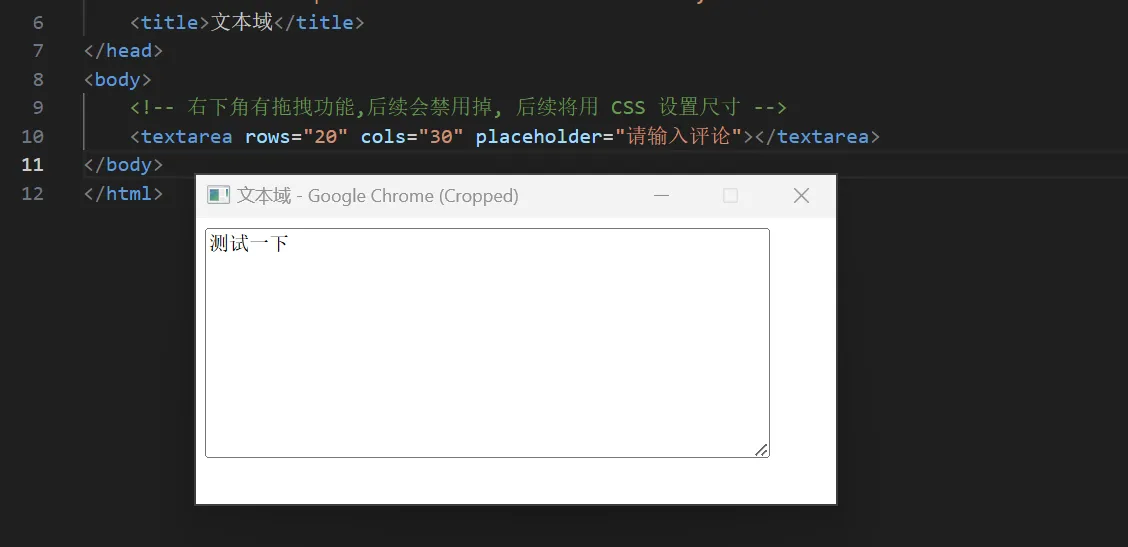 6 <title>文本域</title>
7 </head>
8 <body>
9 <!-- 右下角有拖拽功能,后续会禁用掉, 后续将用 CSS 设置尺寸 -->
10 <textarea rows="20" cols="30" placeholder="请输入评论"></textarea>
11 </body>
12 </html>
文本域 - Google Chrome (Cropped)
测试一下